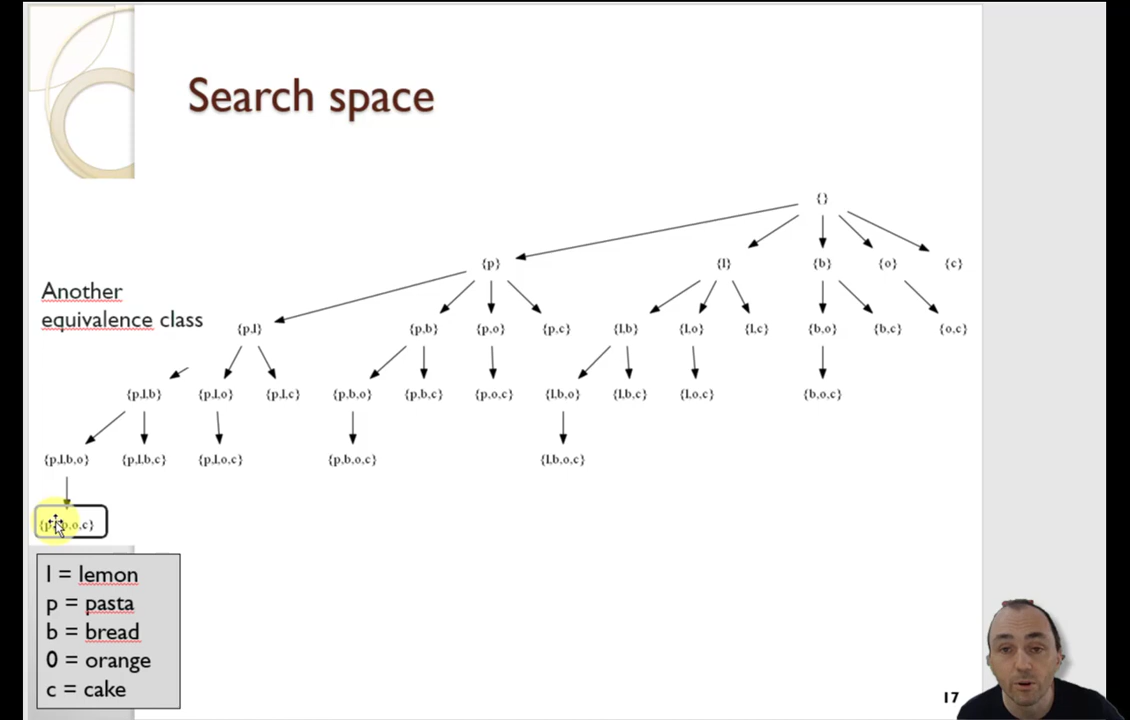 Search space
{}
{p} {l} {b} {o} {c}
Another
equivalence class
{p,l} {p,b} {p,o} {p,c} {l,b} {l,o} {l,c} {b,o} {b,c} {o,c}
{p,l,b} {p,l,o} {p,l,c} {p,b,o} {p,b,c} {p,o,c} {l,b,o} {l,b,c} {l,o,c} {b,o,c}
{p,l,b,o} {p,l,b,c} {p,l,o,c} {p,b,o,c} {l,b,o,c}
l = lemon
p = pasta
b = bread
0 = orange
c = cake
17